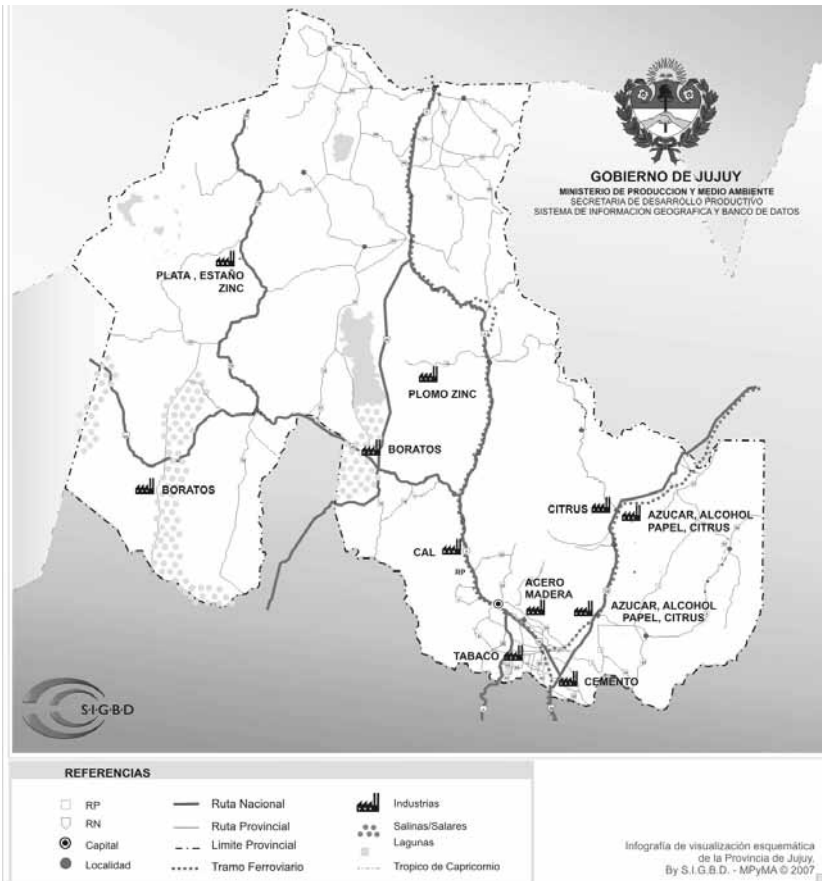 GOBIERNO DE JUJUY
MINISTERIO DE PRODUCCION Y MEDIO AMBIENTE
SECRETARIA DE DESARROLLO PRODUCTIVO
SISTEMA DE INFORMACION GEOGRAFICA Y BANCO DE DATOS
PLATA , ESTAÑO
ZINC
PLOMO ZINC
BORATOS
BORATOS
CITRUS
AZUCAR, ALCOHOL
PAPEL, CITRUS
CAL
RP
ACERO
MADERA
AZUCAR, ALCOHOL
PAPEL, CITRUS
TABACO
CEMENTO
S·I·G·B·D
REFERENCIAS
RP
RN
Capital
Localidad
Ruta Nacional
Ruta Provincial
Limite Provincial
Tramo Ferroviario
Industrias
Salinas/Salares
Lagunas
Tropico de Capricornio
Infografía de visualización esquemática
de la Provincia de Jujuy.
By S.I.G.B.D. - MPyMA © 2007